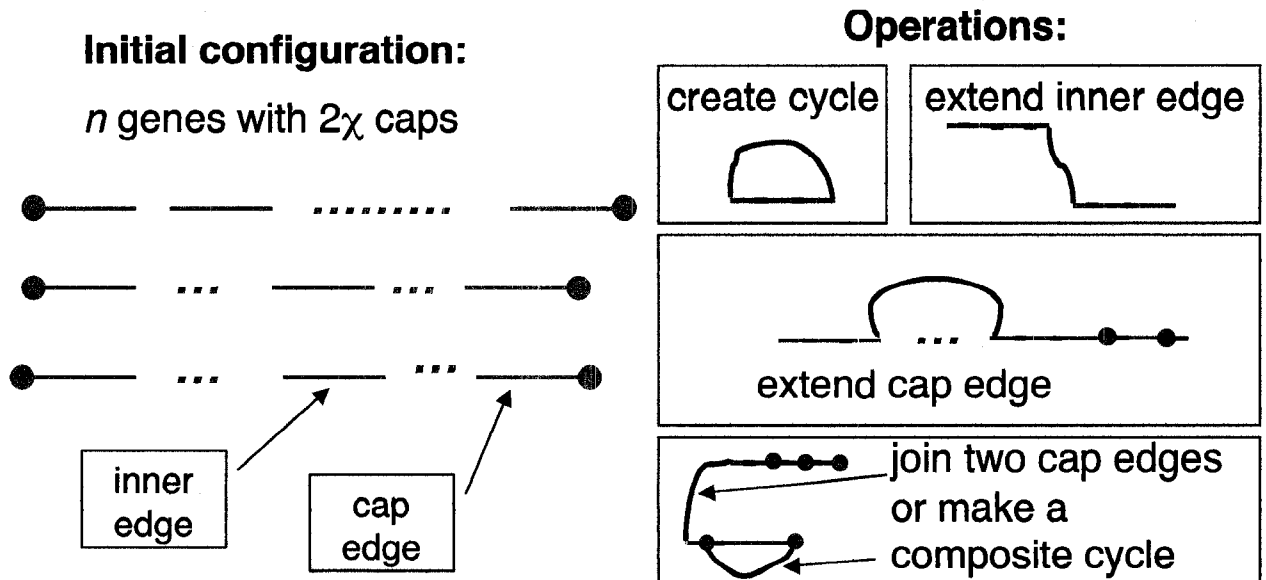 Initial configuration:
n genes with 2χ caps
inner
edge
cap
edge
Operations:
create cycle
extend inner edge
extend cap edge
join two cap edges
or make a
composite cycle